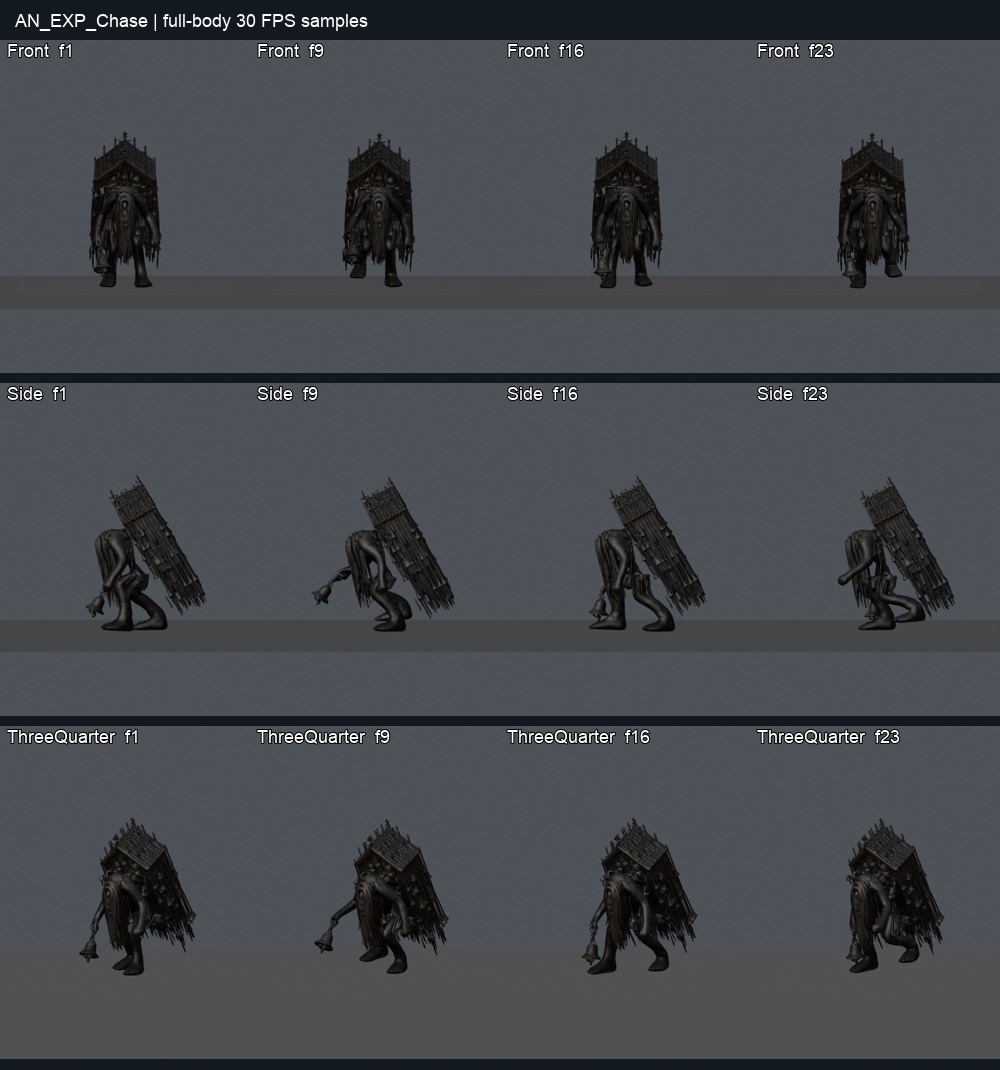 AN_EXP_Chase | full-body 30 FPS samples
Front f1
Front f9
Front f16
Front f23
Side f1
Side f9
Side f16
Side f23
ThreeQuarter f1
ThreeQuarter f9
ThreeQuarter f16
ThreeQuarter f23